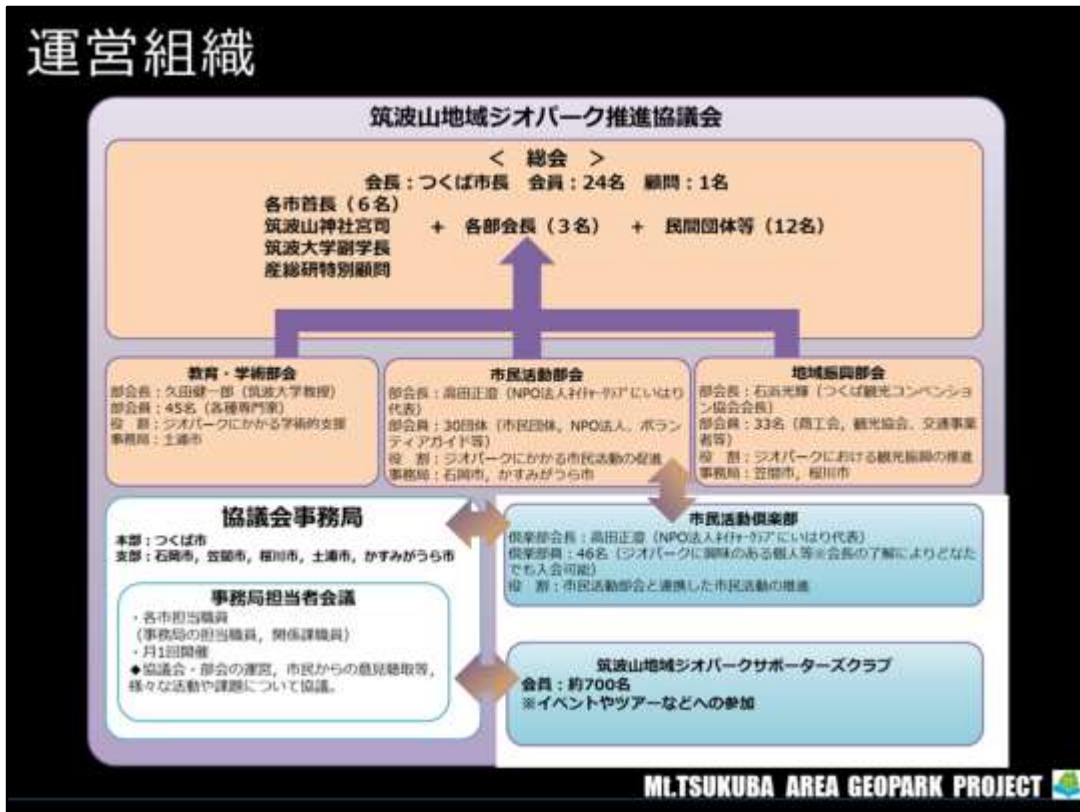 運営組織
筑波山地域ジオパーク推進協議会
＜ 総会 ＞
会長：つくば市長 会員：24名 顧問：1名
各市首長（6名）
筑波山神社宮司 ＋ 各部会長（3名） ＋ 民間団体等（12名）
筑波大学副学長
産総研特別顧問
教育・学術部会
部会長：久田健一郎（筑波大学教授）
部会員：45名（各種専門家）
役 割：ジオパークにかかる学術的支援
事務局：土浦市
市民活動部会
部会長：高田正澄（NPO法人ネイチャークラブにいはり
代表）
部会員：30団体（市民団体，NPO法人，ボラン
ティアガイド等）
役 割：ジオパークにかかる市民活動の促進
事務局：石岡市，かすみがうら市
地域振興部会
部会長：石浜光輝（つくば観光コンベンショ
ン協会会長）
部会員：33名（商工会，観光協会，交通事業
者等）
役 割：ジオパークにおける観光振興の推進
事務局：笠間市，桜川市
協議会事務局
本部：つくば市
支部：石岡市，笠間市，桜川市，土浦市，かすみがうら市
事務局担当者会議
・各市担当職員
（事務局の担当職員，関係課職員）
・月1回開催
◆協議会・部会の運営，市民からの意見聴取等，
様々な活動や課題について協議。
市民活動倶楽部
倶楽部会長：高田正澄（NPO法人ネイチャークラブにいはり代表）
倶楽部員：46名（ジオパークに興味のある個人等※会長の了解によりどなた
でも入会可能）
役 割：市民活動部会と連携した市民活動の推進
筑波山地域ジオパークサポーターズクラブ
会員：約700名
※イベントやツアーなどへの参加
Mt.TSUKUBA AREA GEOPARK PROJECT